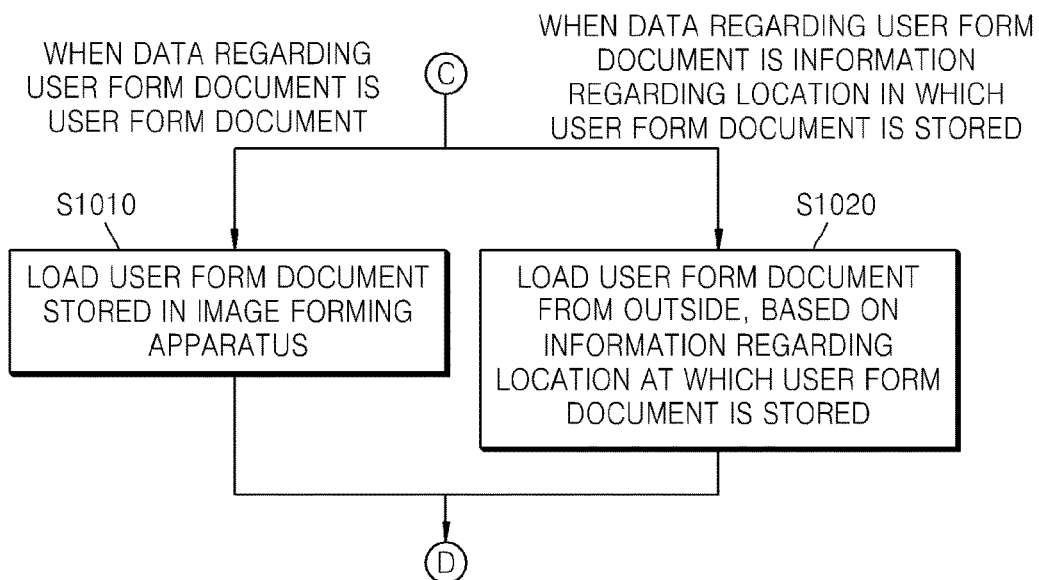 WHEN DATA REGARDING
USER FORM DOCUMENT IS
USER FORM DOCUMENT
C
WHEN DATA REGARDING USER FORM
DOCUMENT IS INFORMATION
REGARDING LOCATION IN WHICH
USER FORM DOCUMENT IS STORED
S1010
LOAD USER FORM DOCUMENT
STORED IN IMAGE FORMING
APPARATUS
S1020
LOAD USER FORM DOCUMENT
FROM OUTSIDE, BASED ON
INFORMATION REGARDING
LOCATION AT WHICH USER FORM
DOCUMENT IS STORED
D